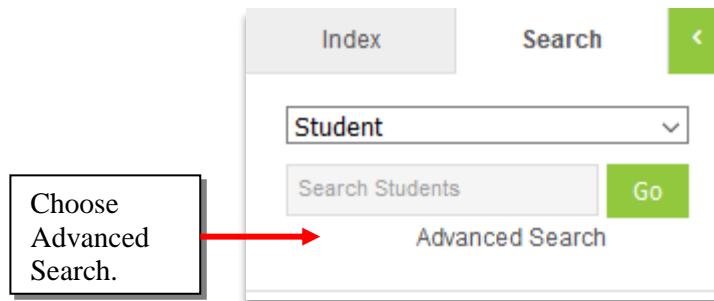 Index Search <
Student
Search Students Go
Advanced Search
Choose
Advanced
Search.